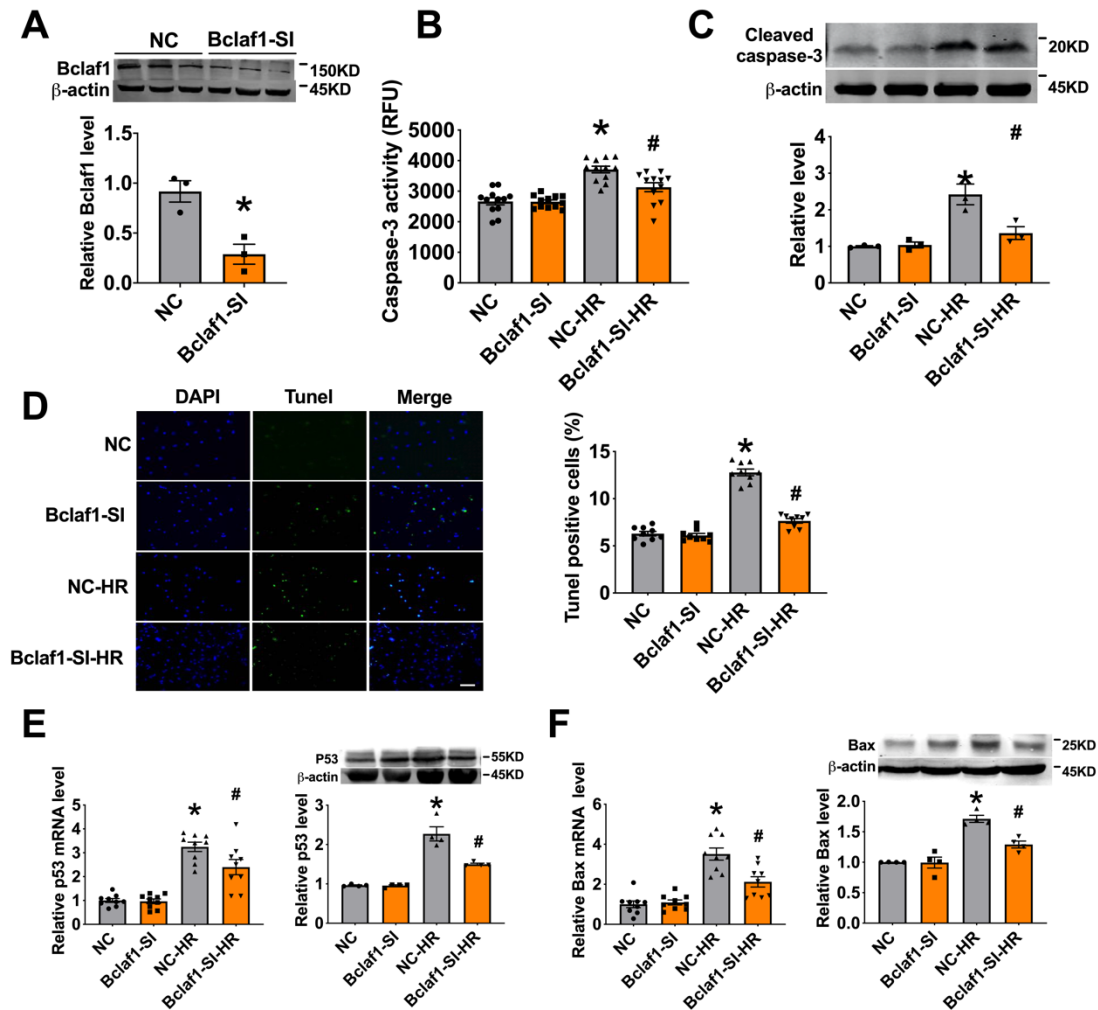 A
NC Bclaf1-SI
Bclaf1
150KD
β-actin
45KD
Relative Bclaf1 level
1.5
1.0
0.5
0.0
*
NC
Bclaf1-SI
B
Caspase-3 activity (RFU)
5000
4000
3000
2000
1000
0
*
#
NC
Bclaf1-SI
NC-HR
Bclaf1-SI-HR
C
Cleaved
caspase-3
20KD
β-actin
45KD
Relative level
4
3
2
1
0
*
#
NC
Bclaf1-SI
NC-HR
Bclaf1-SI-HR
D
DAPI Tunel Merge
NC
Bclaf1-SI
NC-HR
Bclaf1-SI-HR
Tunel positive cells (%)
15
10
5
0
*
#
NC
Bclaf1-SI
NC-HR
Bclaf1-SI-HR
E
Relative p53 mRNA level
5
4
3
2
1
0
*
#
NC
Bclaf1-SI
NC-HR
Bclaf1-SI-HR
P53
55KD
β-actin
45KD
Relative p53 level
3
2
1
0
*
#
NC
Bclaf1-SI
NC-HR
Bclaf1-SI-HR
F
Relative Bax mRNA level
6
4
2
0
*
#
NC
Bclaf1-SI
NC-HR
Bclaf1-SI-HR
Bax
25KD
β-actin
45KD
Relative Bax level
2.0
1.5
1.0
0.5
0.0
*
#
NC
Bclaf1-SI
NC-HR
Bclaf1-SI-HR